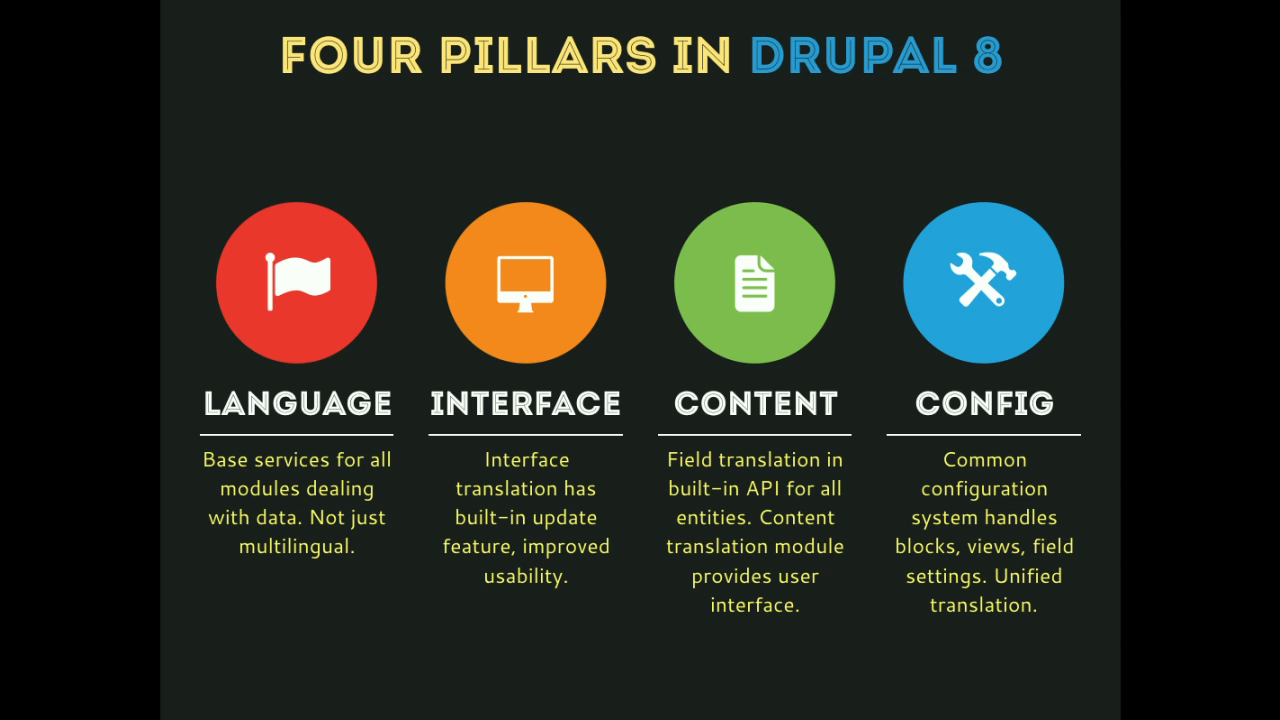 FOUR PILLARS IN DRUPAL 8
LANGUAGE
Base services for all
modules dealing
with data. Not just
multilingual.
INTERFACE
Interface
translation has
built-in update
feature, improved
usability.
CONTENT
Field translation in
built-in API for all
entities. Content
translation module
provides user
interface.
CONFIG
Common
configuration
system handles
blocks, views, field
settings. Unified
translation.